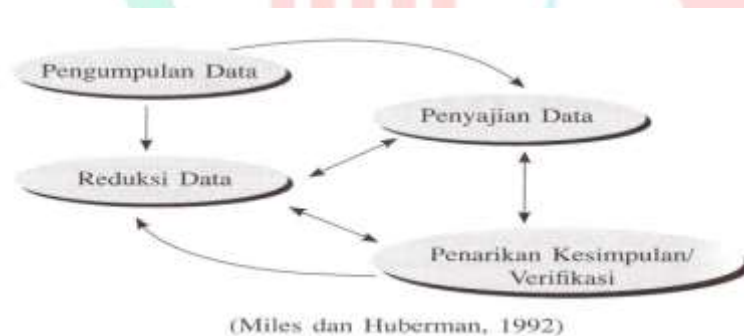 Pengumpulan Data
Penyajian Data
Reduksi Data
Penarikan Kesimpulan/
Verifikasi
(Miles dan Huberman, 1992)